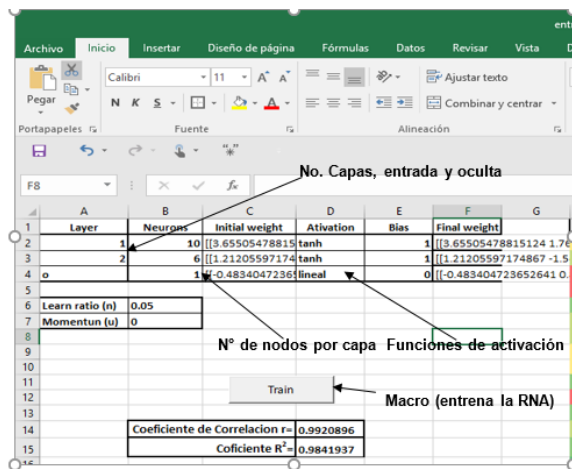 entr
Archivo Inicio Insertar Diseño de página Fórmulas Datos Revisar Vista D
Pegar
Calibri 11 A A
Ajustar texto
N K S A
Combinar y centrar
Portapapeles Fuente Alineación
No. Capas, entrada y oculta
F8 fx
A B C D E F G
1 Layer Neurons Initial weight Ativation Bias Final weight
2 1 10 [[3.65505478815 tanh 1 [[3.65505478815124 1.76
3 2 6 [[1.21205597174 tanh 1 [[1.21205597174867 -1.5
4 o 1 [[-0.4834047236 lineal 0 [[-0.483404723652641 0.
5
6 Learn ratio (n) 0.05
7 Momentun (u) 0
8
N° de nodos por capa Funciones de activación
9
10
11
Train
12
Macro (entrena la RNA)
13
14 Coeficiente de Correlacion r= 0.9920896
15 Coficiente R²= 0.9841937
16